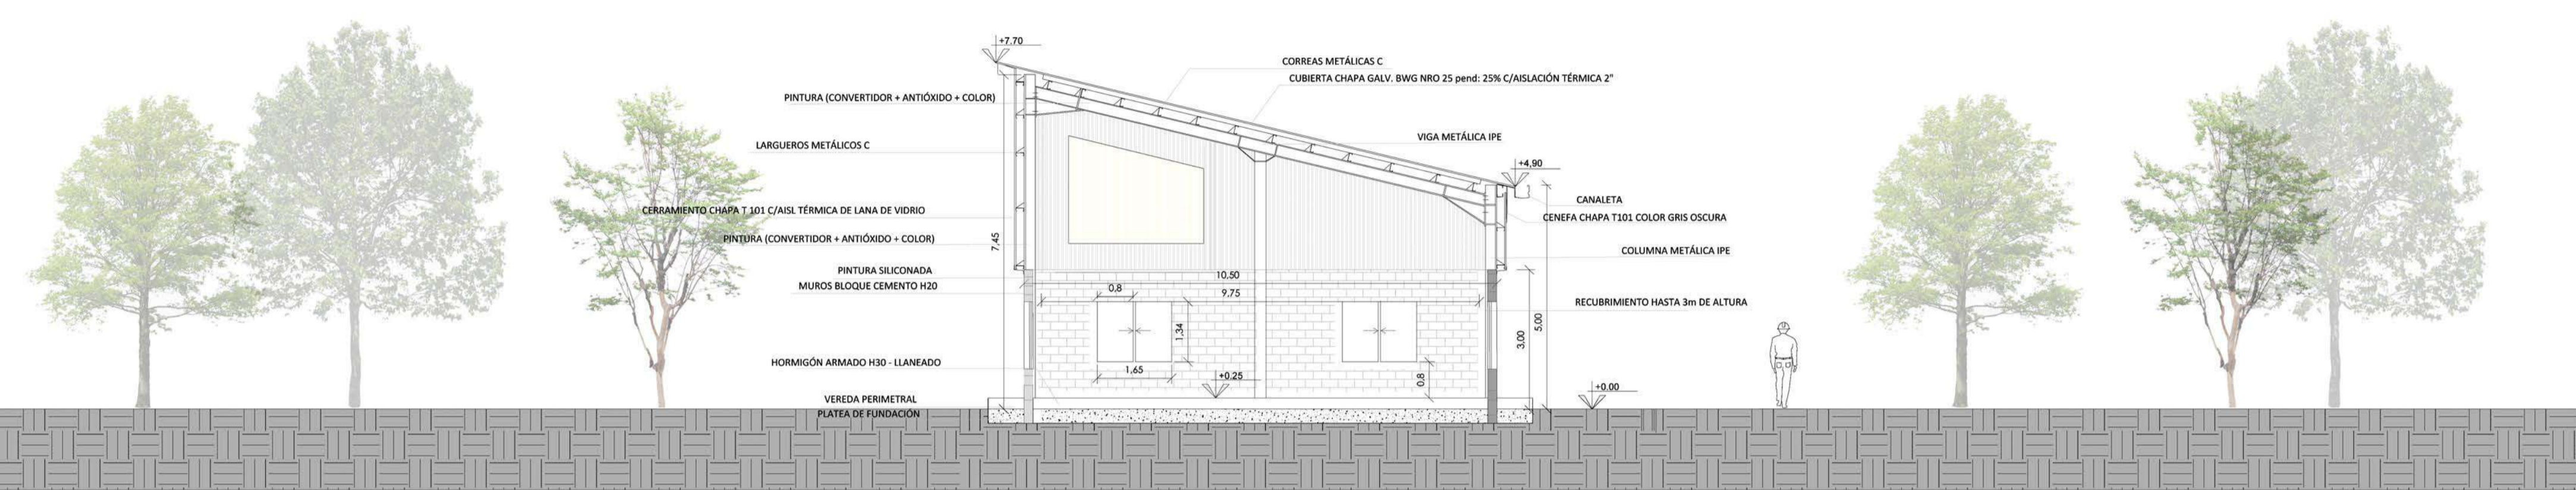 +7.70
CORREAS METÁLICAS C
CUBIERTA CHAPA GALV. BWG NRO 25 pend: 25% C/AISLACIÓN TÉRMICA 2"
PINTURA (CONVERTIDOR + ANTIÓXIDO + COLOR)
VIGA METÁLICA IPE
LARGUEROS METÁLICOS C
+4.90
CANALETA
CERRAMIENTO CHAPA T 101 C/AISL TÉRMICA DE LANA DE VIDRIO
CENEFA CHAPA T101 COLOR GRIS OSCURA
PINTURA (CONVERTIDOR + ANTIÓXIDO + COLOR)
7,45
COLUMNA METÁLICA IPE
PINTURA SILICONADA
10,50
MUROS BLOQUE CEMENTO H20
0,8
9,75
RECUBRIMIENTO HASTA 3m DE ALTURA
1,34
3,00
5,00
HORMIGÓN ARMADO H30 - LLANEADO
1,65
+0.25
0.8
+0.00
VEREDA PERIMETRAL
PLATEA DE FUNDACIÓN